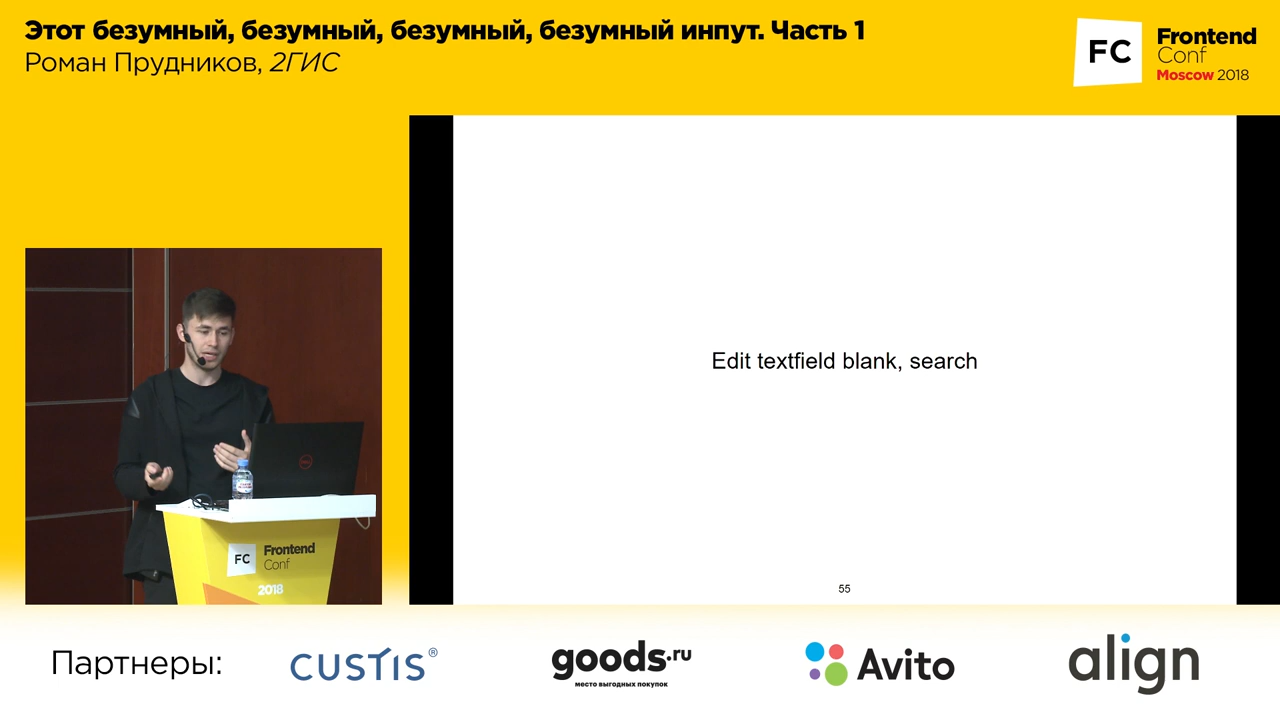 Этот безумный, безумный, безумный, безумный инпут. Часть 1
Роман Прудников, 2ГИС
FC
Frontend
Conf
Moscow 2018
Edit textfield blank, search
55
FC
Frontend
Conf
2018
Партнеры:
CUSTIS®
goods.ru
место выгодных покупок
Avito
align